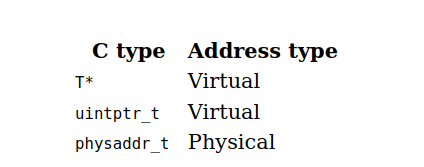 C type Address type
T* Virtual
uintptr_t Virtual
physaddr_t Physical